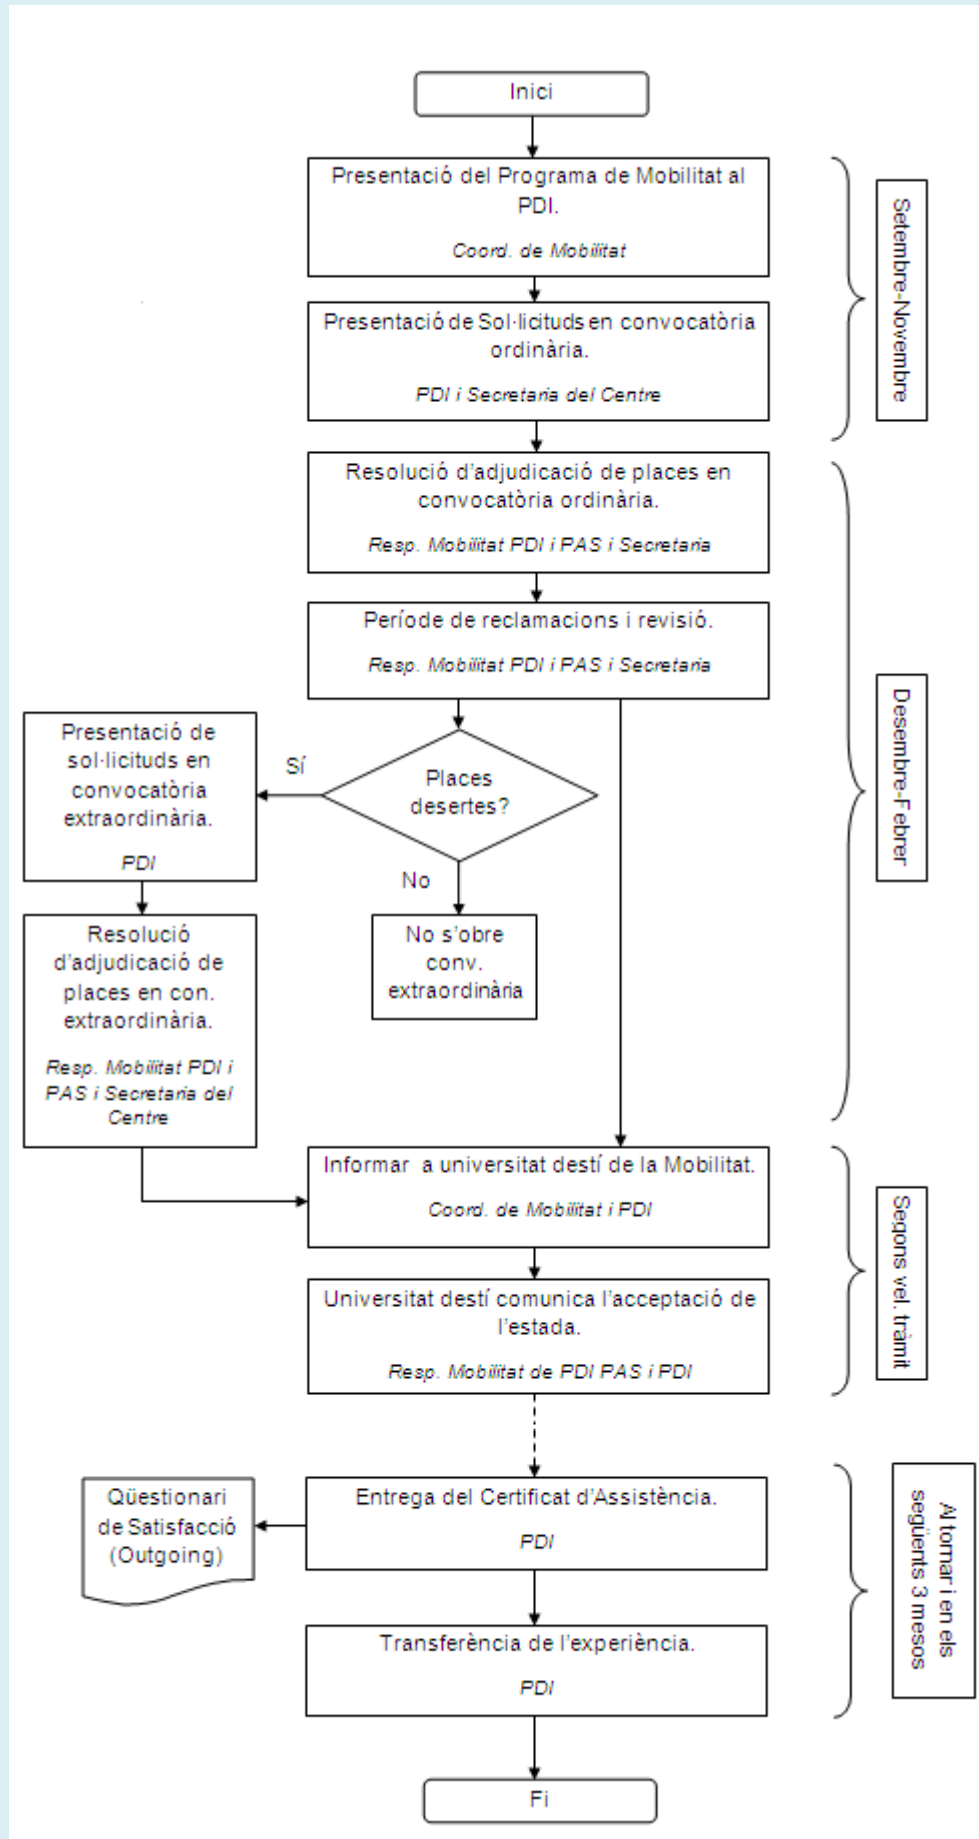 Inici
Presentació del Programa de Mobilitat al
PDI.
Coord. de Mobilitat
Presentació de Sol·licituds en convocatòria
ordinària.
PDI i Secretaria del Centre
Setembre-Novembre
Resolució d'adjudicació de places en
convocatòria ordinària.
Resp. Mobilitat PDI i PAS i Secretaria
Període de reclamacions i revisió.
Resp. Mobilitat PDI i PAS i Secretaria
Places
desertes?
Sí
Presentació de
sol·licituds en
convocatòria
extraordinària.
PDI
No
No s'obre
conv.
extraordinària
Resolució
d'adjudicació de
places en con.
extraordinària.
Resp. Mobilitat PDI i
PAS i Secretaria del
Centre
Desembre-Febrer
Informar a universitat destí de la Mobilitat.
Coord. de Mobilitat i PDI
Universitat destí comunica l'acceptació de
l'estada.
Resp. Mobilitat de PDI PAS i PDI
Segons vel. tràmit
Entrega del Certificat d'Assistència.
PDI
Qüestionari
de Satisfacció
(Outgoing)
Transferència de l'experiència.
PDI
Al tornar i en els
següents 3 mesos
Fi